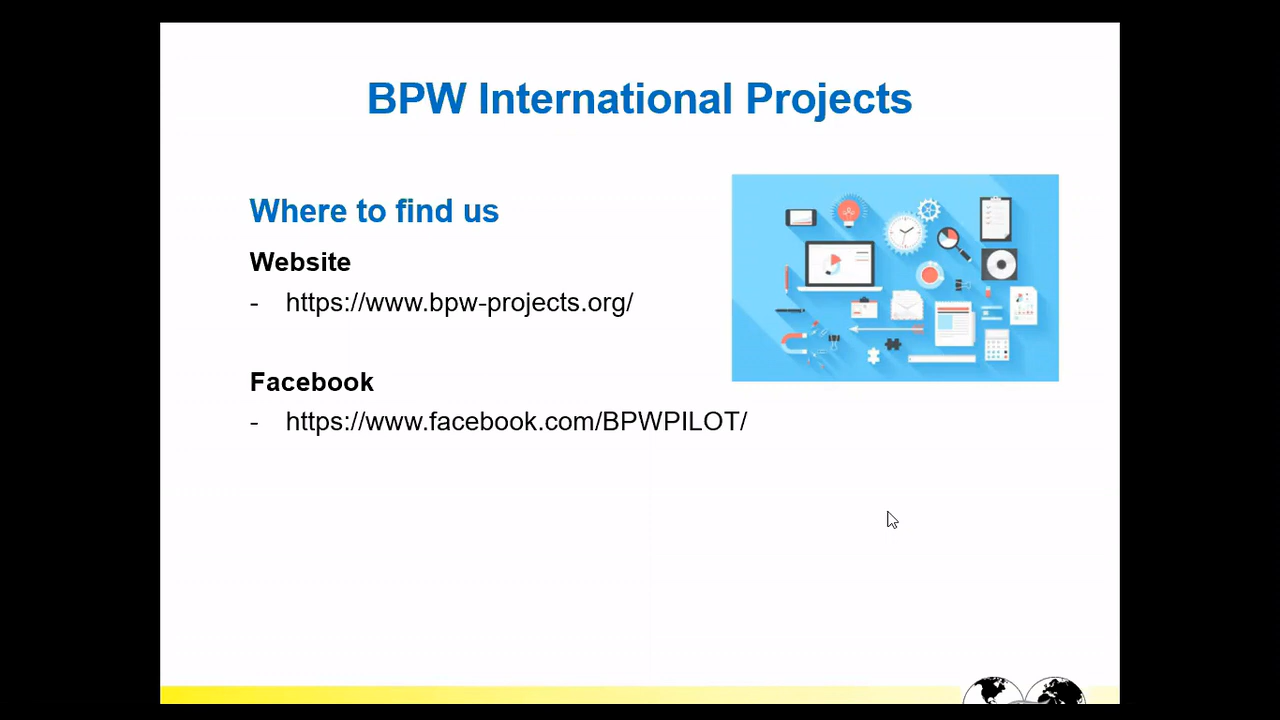 BPW International Projects
Where to find us
Website
- https://www.bpw-projects.org/
Facebook
- https://www.facebook.com/BPWPILOT/